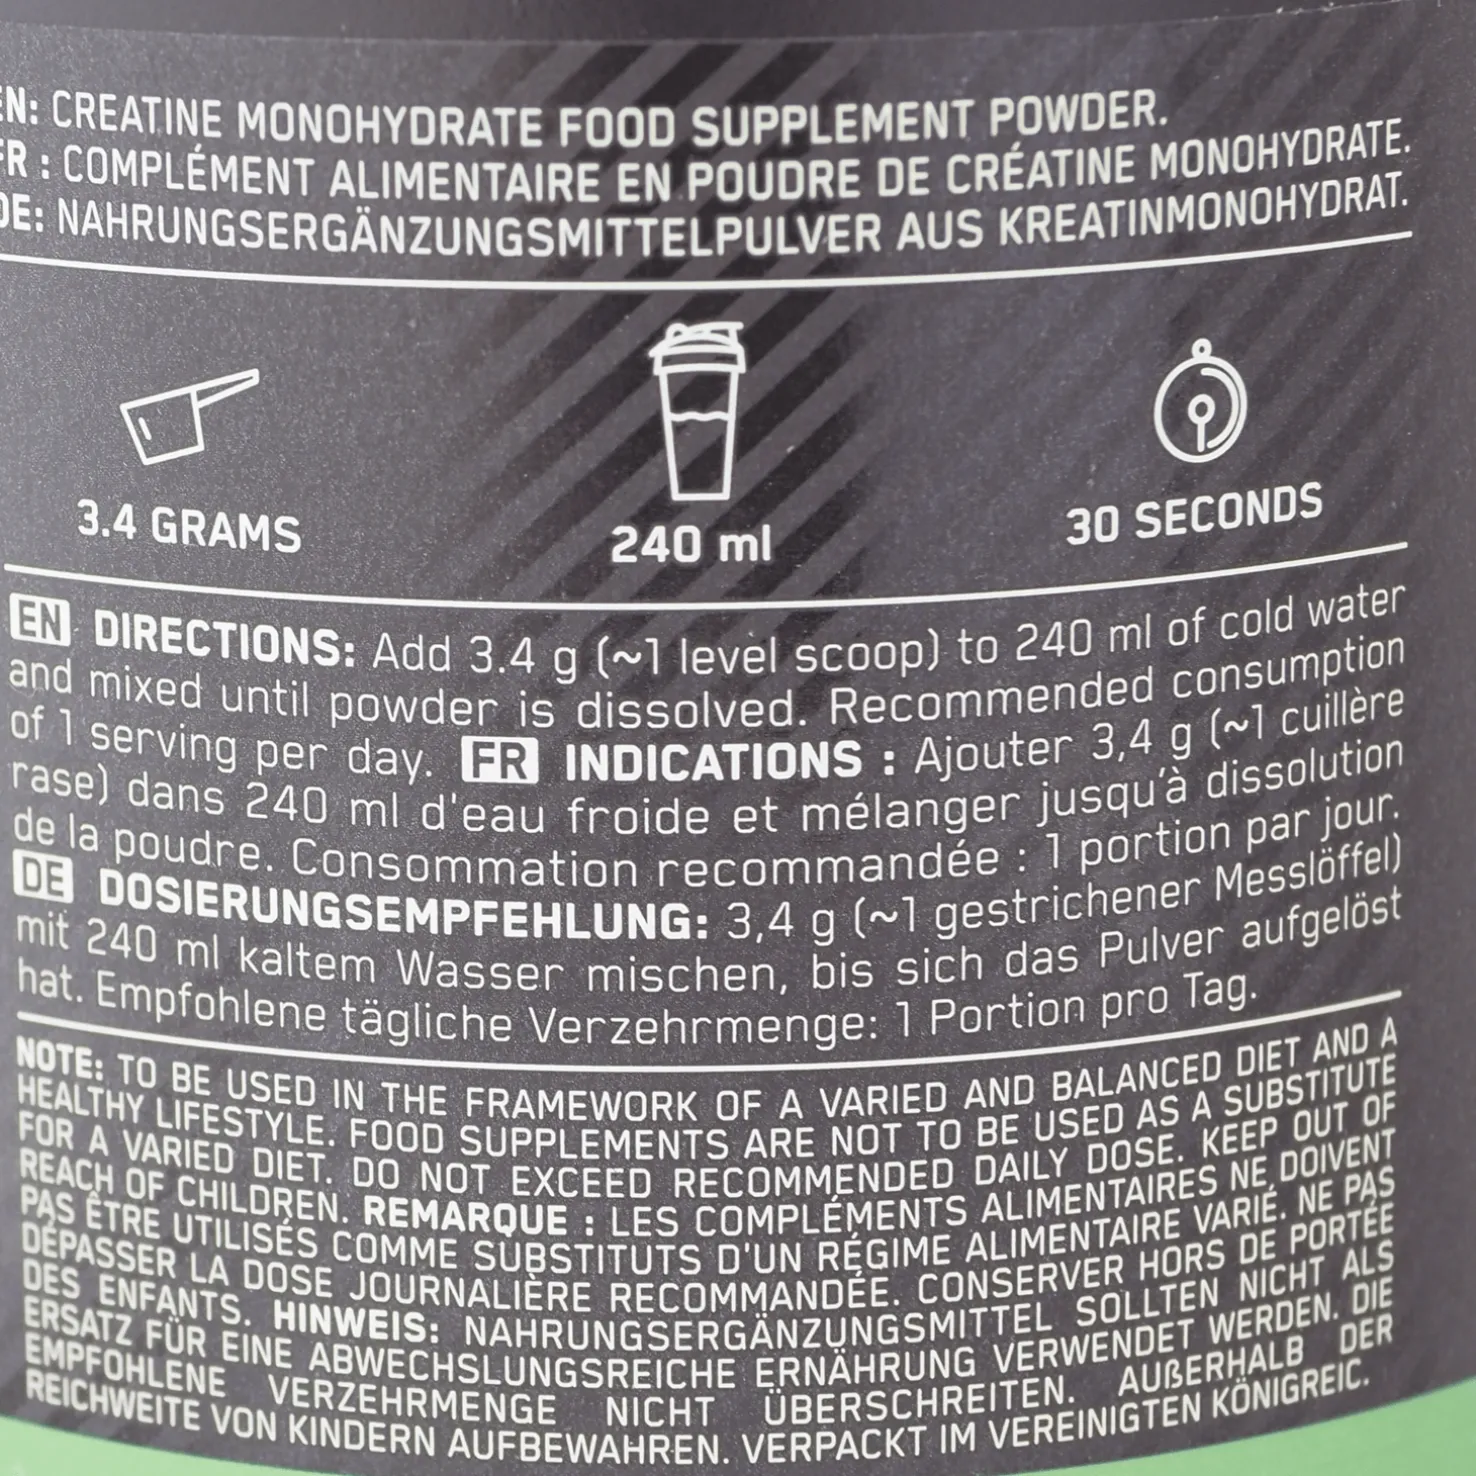 EN: CREATINE MONOHYDRATE FOOD SUPPLEMENT POWDER.
FR : COMPLÉMENT ALIMENTAIRE EN POUDRE DE CRÉATINE MONOHYDRATE.
DE: NAHRUNGSERGÄNZUNGSMITTELPULVER AUS KREATINMONOHYDRAT.
3.4 GRAMS
240 ml
30 SECONDS
EN DIRECTIONS: Add 3.4 g (~1 level scoop) to 240 ml of cold water
and mixed until powder is dissolved. Recommended consumption
of 1 serving per day. FR INDICATIONS : Ajouter 3,4 g (~1 cuillère
rase) dans 240 ml d'eau froide et mélanger jusqu'à dissolution
de la poudre. Consommation recommandée : 1 portion par jour.
DE DOSIERUNGSEMPFEHLUNG: 3,4 g (~1 gestrichener Messlöffel)
mit 240 ml kaltem Wasser mischen, bis sich das Pulver aufgelöst
hat. Empfohlene tägliche Verzehrmenge: 1 Portion pro Tag.
NOTE: TO BE USED IN THE FRAMEWORK OF A VARIED AND BALANCED DIET AND A
HEALTHY LIFESTYLE. FOOD SUPPLEMENTS ARE NOT TO BE USED AS A SUBSTITUTE
FOR A VARIED DIET. DO NOT EXCEED RECOMMENDED DAILY DOSE. KEEP OUT OF
REACH OF CHILDREN. REMARQUE : LES COMPLÉMENTS ALIMENTAIRES NE DOIVENT
PAS ÊTRE UTILISÉS COMME SUBSTITUTS D'UN RÉGIME ALIMENTAIRE VARIÉ. NE PAS
DÉPASSER LA DOSE JOURNALIÈRE RECOMMANDÉE. CONSERVER HORS DE PORTÉE
DES ENFANTS. HINWEIS: NAHRUNGSERGÄNZUNGSMITTEL SOLLTEN NICHT ALS
ERSATZ FÜR EINE ABWECHSLUNGSREICHE ERNÄHRUNG VERWENDET WERDEN. DIE
EMPFOHLENE VERZEHRMENGE NICHT ÜBERSCHREITEN. AUßERHALB DER
REICHWEITE VON KINDERN AUFBEWAHREN. VERPACKT IM VEREINIGTEN KÖNIGREIC.